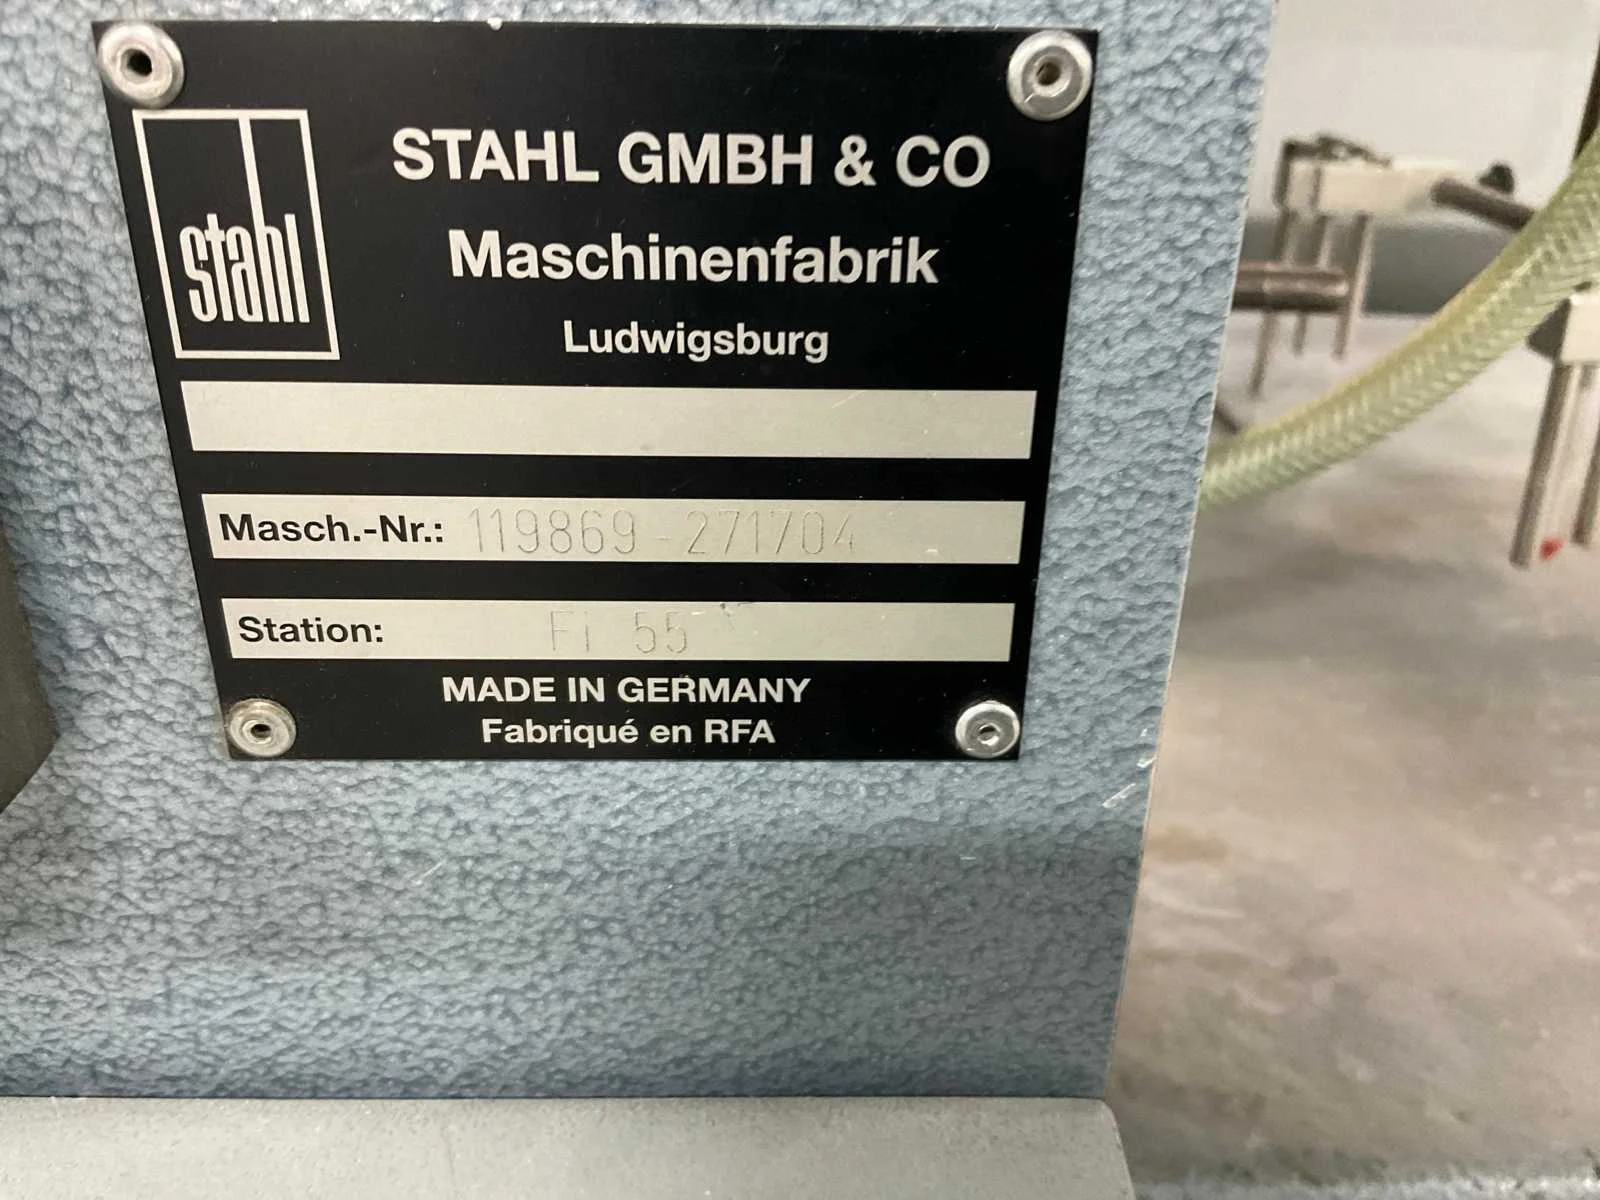 stahl
STAHL GMBH & CO
Maschinenfabrik
Ludwigsburg
Masch.-Nr.: 119869-271704
Station: FI 55
MADE IN GERMANY
Fabriqué en RFA